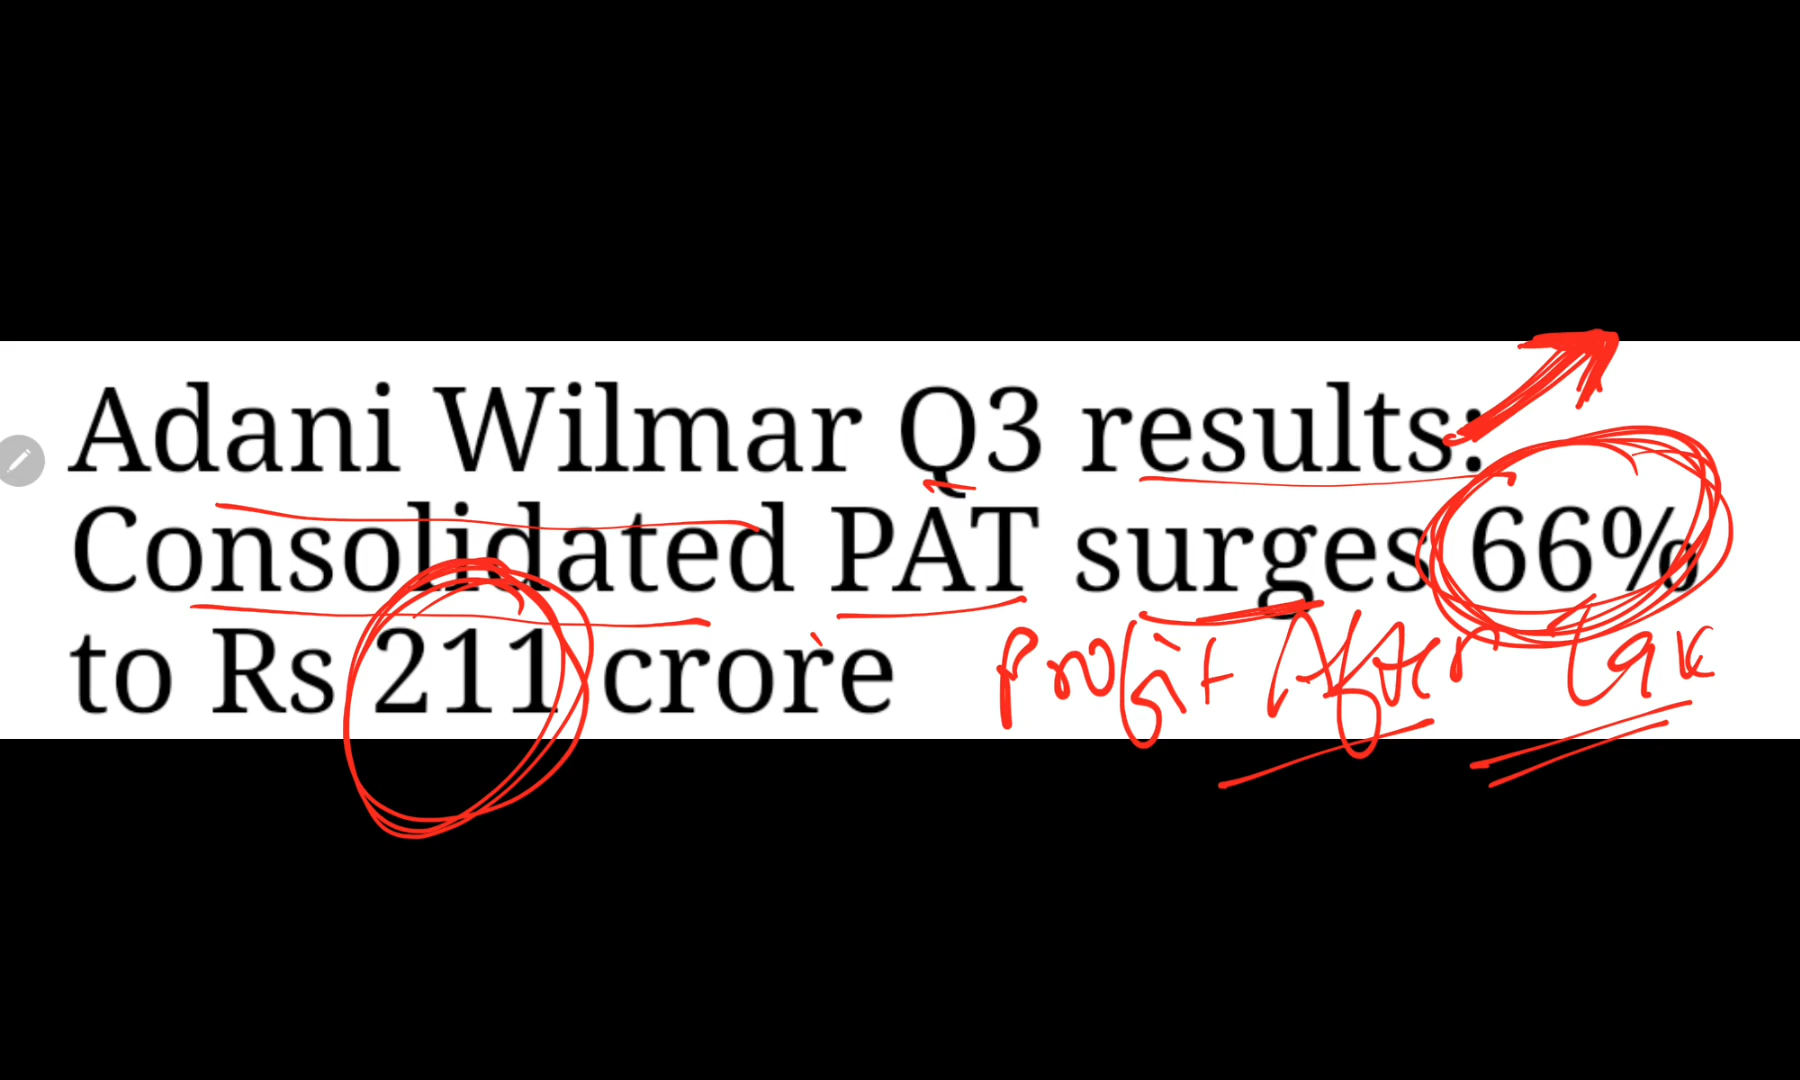 Adani Wilmar Q3 results:
Consolidated PAT surges 66%
to Rs 211 crore
Profit After Tax